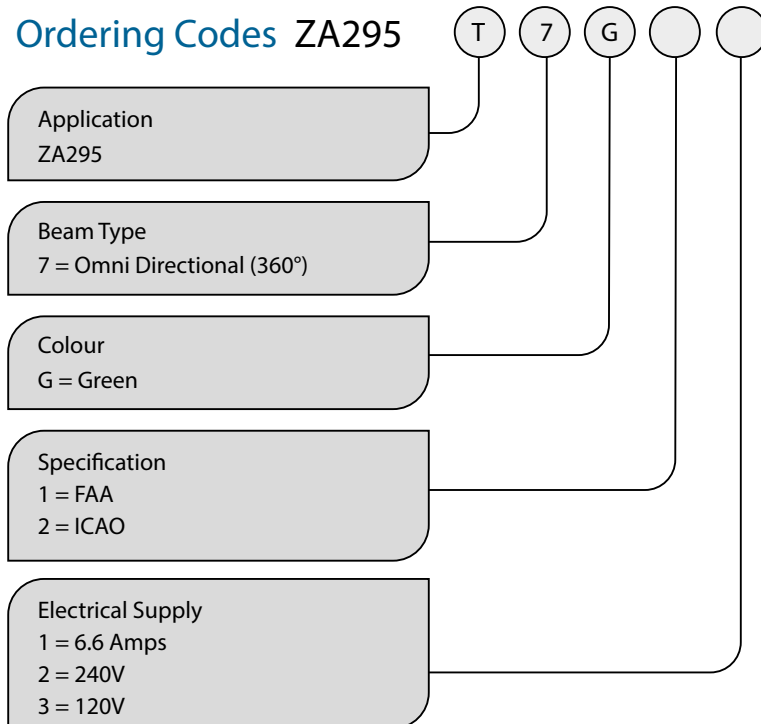 Ordering Codes ZA295 T 7 G
Application
ZA295
Beam Type
7 = Omni Directional (360°)
Colour
G = Green
Specification
1 = FAA
2 = ICAO
Electrical Supply
1 = 6.6 Amps
2 = 240V
3 = 120V